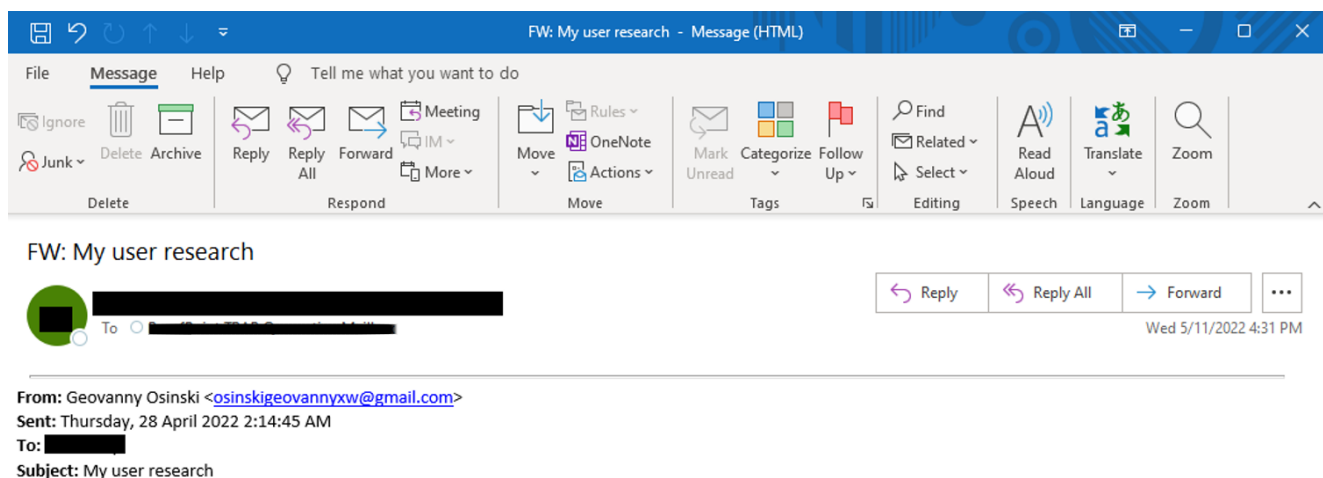 FW: My user research - Message (HTML)
File Message Help Tell me what you want to do
Ignore
Junk
Delete
Archive
Delete
Reply
Reply All
Forward
Meeting
IM
More
Respond
Move
Rules
OneNote
Actions
Move
Mark Unread
Categorize
Follow Up
Tags
Find
Related
Select
Editing
Read Aloud
Speech
Translate
Language
Zoom
Zoom
FW: My user research
Reply Reply All Forward
To
Wed 5/11/2022 4:31 PM
From: Geovanny Osinski <osinskigeovannyxw@gmail.com>
Sent: Thursday, 28 April 2022 2:14:45 AM
To:
Subject: My user research